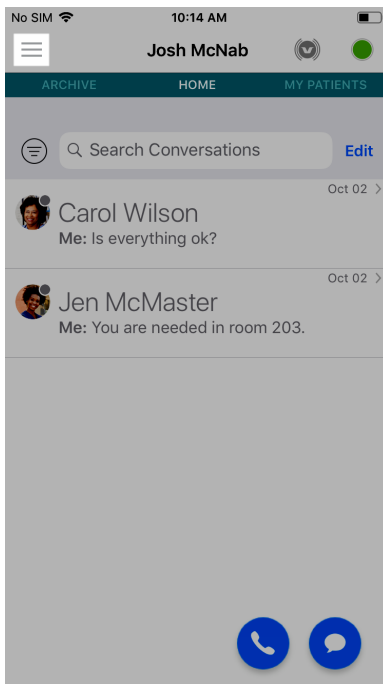 No SIM 10:14 AM
Josh McNab
ARCHIVE HOME MY PATIENTS
Search Conversations Edit
Oct 02
Carol Wilson
Me: Is everything ok?
Oct 02
Jen McMaster
Me: You are needed in room 203.